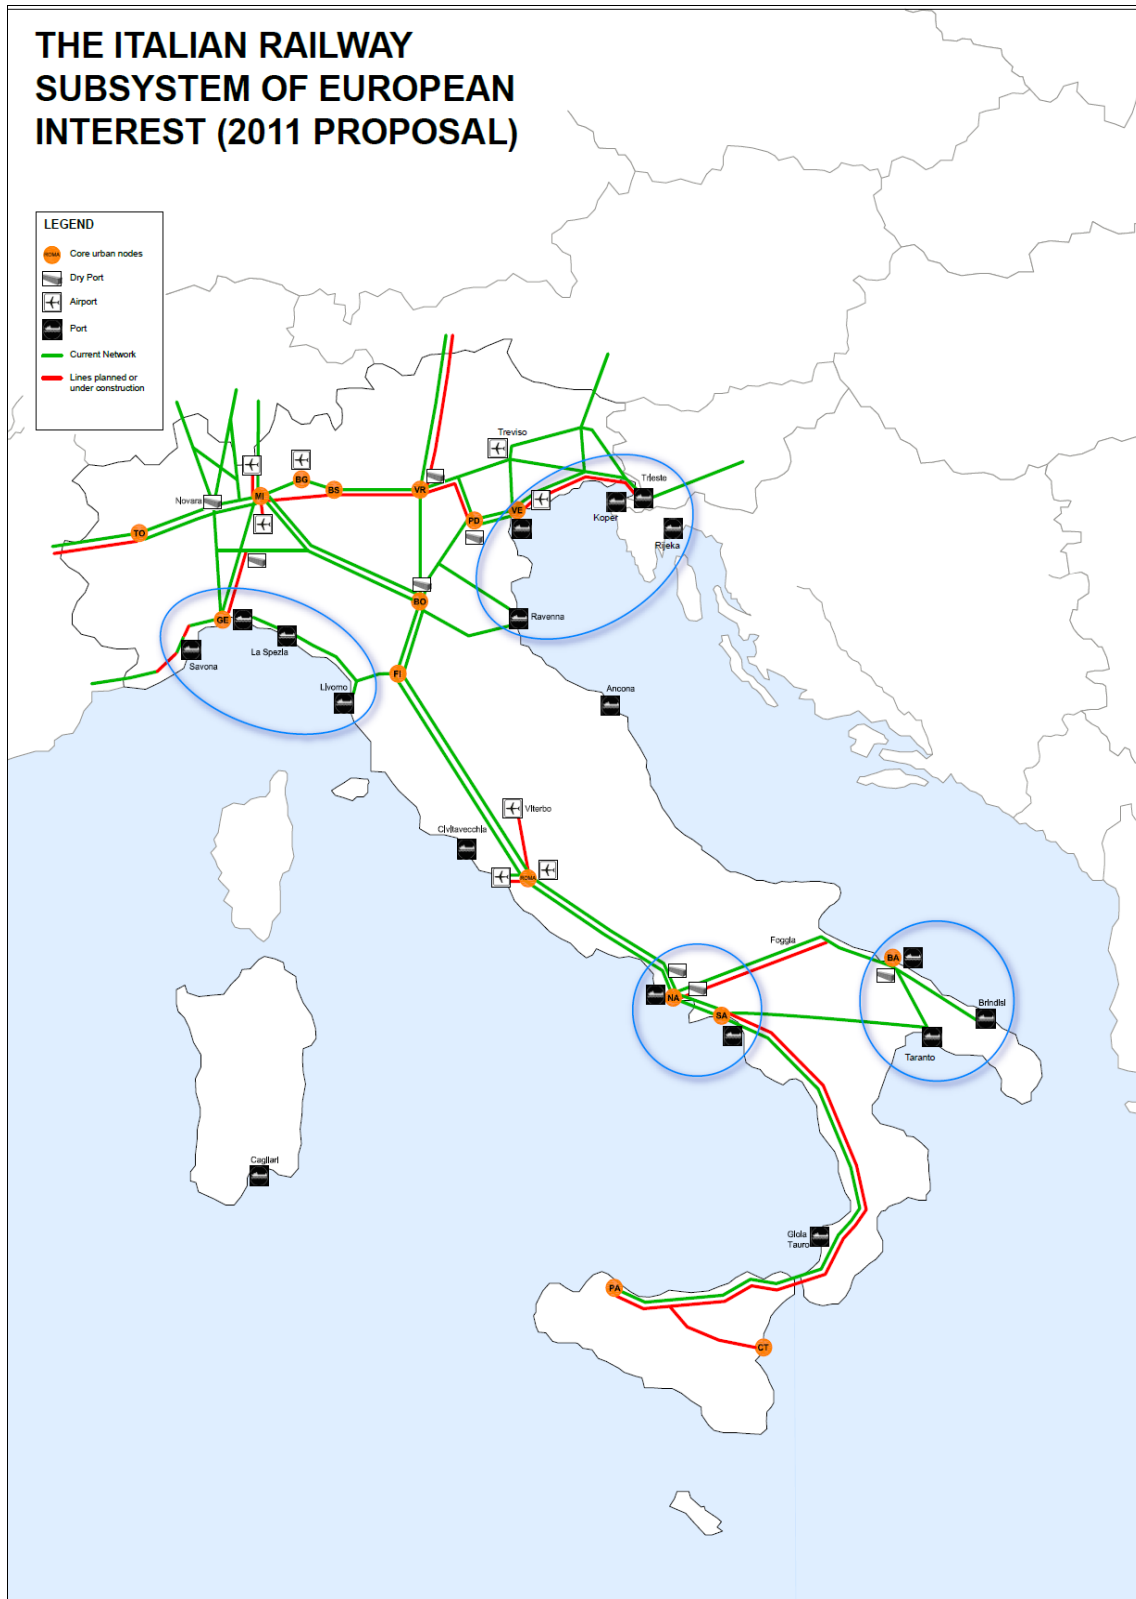 THE ITALIAN RAILWAY
SUBSYSTEM OF EUROPEAN
INTEREST (2011 PROPOSAL)
LEGEND
ROMA
Core urban nodes
Dry Port
Airport
Port
Current Network
Lines planned or
under construction
Treviso
BG
BS
VR
MI
Novara
TO
PD
VE
Trieste
Koper
Rijeka
BO
GE
Ravenna
La Spezia
Savona
FI
Livorno
Ancona
Viterbo
Civitavecchia
ROMA
Foggia
BA
NA
SA
Brindisi
Taranto
Cagliari
Gioia
Tauro
PA
CT